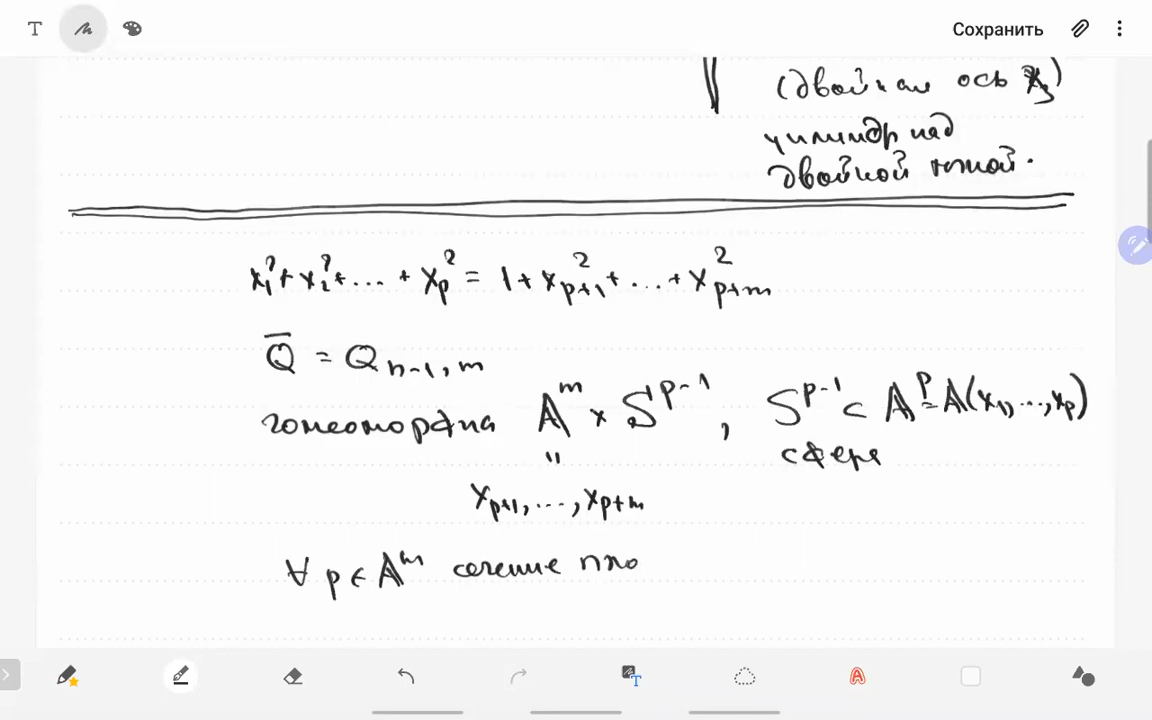 Сохранить
(двойная ось x₃)
цилиндр над
двойной точкой.
x₁² + x₂² + ... + x_p² = 1 + x_{p+1}² + ... + x_{p+m}²
Q̅ = Q_{n-1, m}
гомеоморфна 𝔸^m × S^{p-1}, S^{p-1} ⊂ 𝔸^p = 𝔸(x₁, ..., x_p)
" сфера
x_{p+1}, ..., x_{p+m}
∀ p ∈ 𝔸^m сечение пло